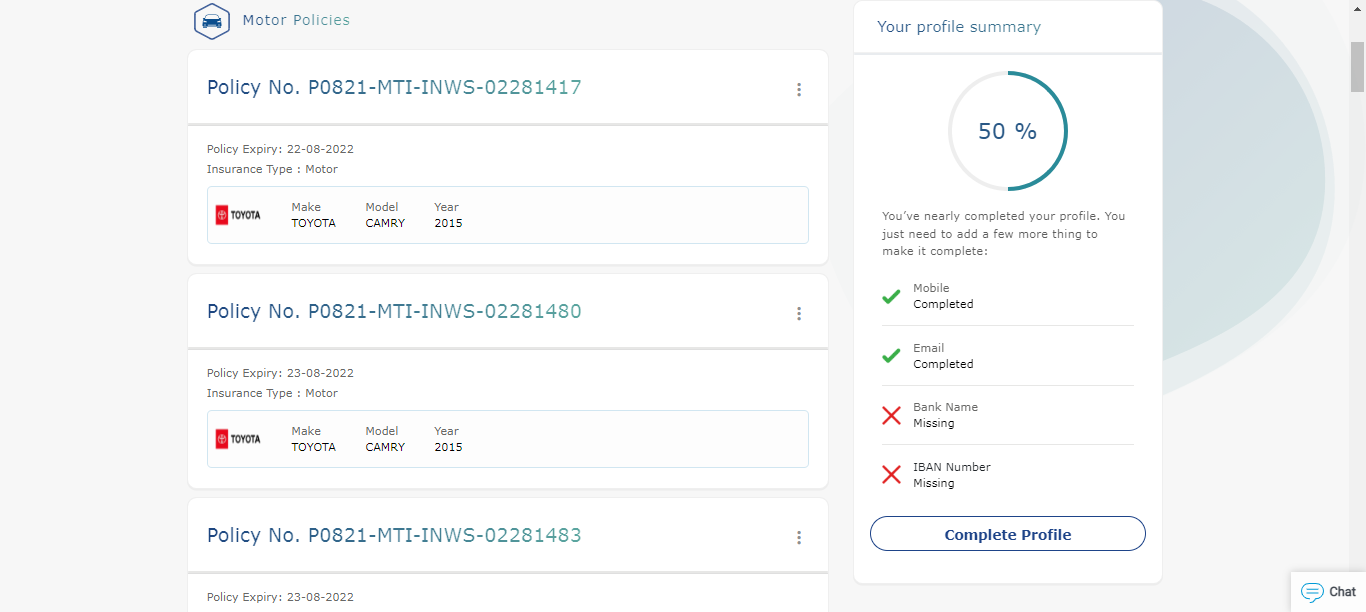 Motor Policies
Policy No. P0821-MTI-INWS-02281417
Policy Expiry: 22-08-2022
Insurance Type : Motor
TOYOTA
Make Model Year
TOYOTA CAMRY 2015
Policy No. P0821-MTI-INWS-02281480
Policy Expiry: 23-08-2022
Insurance Type : Motor
TOYOTA
Make Model Year
TOYOTA CAMRY 2015
Policy No. P0821-MTI-INWS-02281483
Policy Expiry: 23-08-2022
Your profile summary
50 %
You’ve nearly completed your profile. You
just need to add a few more thing to
make it complete:
Mobile
Completed
Email
Completed
Bank Name
Missing
IBAN Number
Missing
Complete Profile
Chat